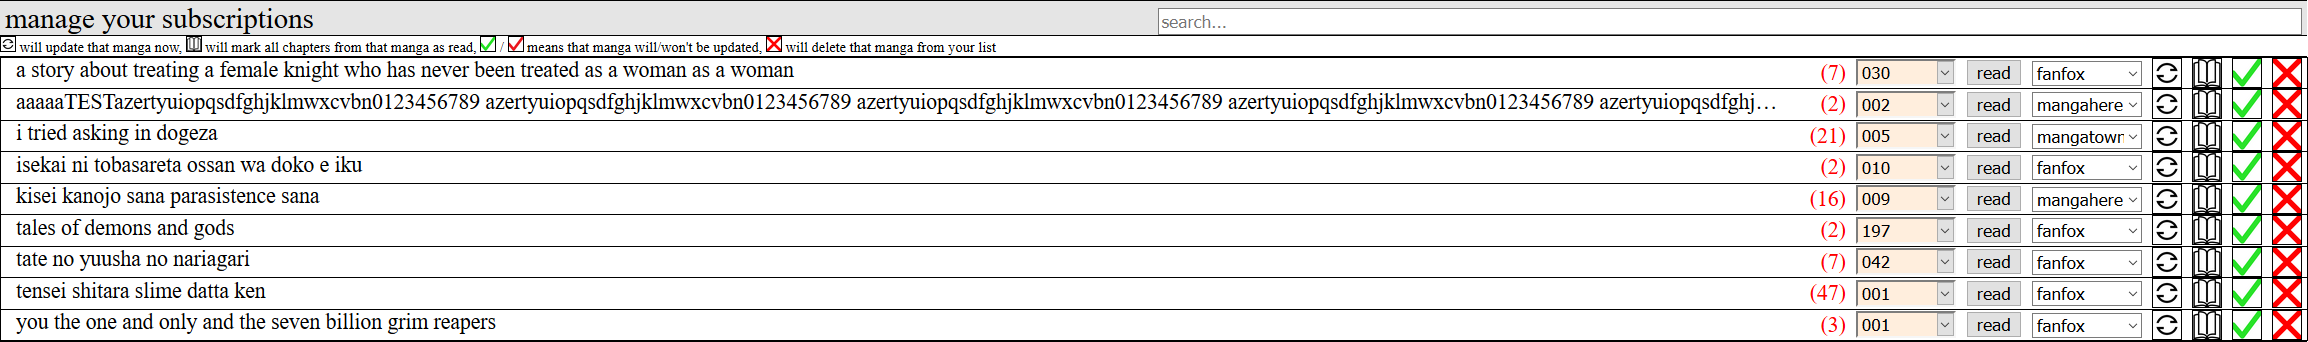 manage your subscriptions search...
will update that manga now, will mark all chapters from that manga as read, / means that manga will/won't be updated, will delete that manga from your list
a story about treating a female knight who has never been treated as a woman as a woman (7) 030 read fanfox
aaaaaTESTazertyuiopqsdfghjklmwxcvbn0123456789 azertyuiopqsdfghjklmwxcvbn0123456789 azertyuiopqsdfghjklmwxcvbn0123456789 azertyuiopqsdfghjklmwxcvbn0123456789 azertyuiopqsdfghj... (2) 002 read mangahere
i tried asking in dogeza (21) 005 read mangatown
isekai ni tobasareta ossan wa doko e iku (2) 010 read fanfox
kisei kanojo sana parasistence sana (16) 009 read mangahere
tales of demons and gods (2) 197 read fanfox
tate no yuusha no nariagari (7) 042 read fanfox
tensei shitara slime datta ken (47) 001 read fanfox
you the one and only and the seven billion grim reapers (3) 001 read fanfox